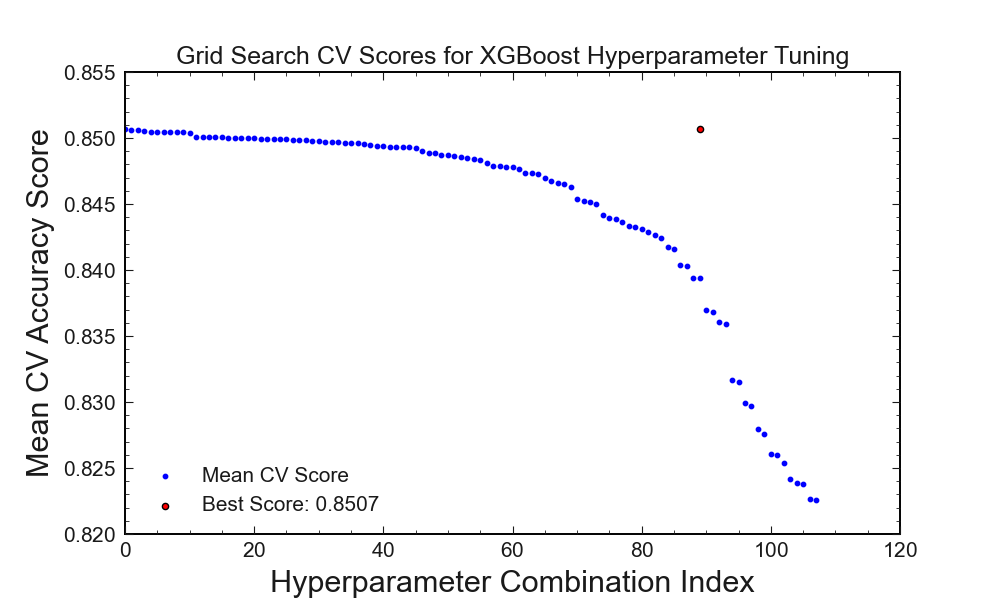 Grid Search CV Scores for XGBoost Hyperparameter Tuning
0.855
0.850
0.845
0.840
0.835
0.830
0.825
0.820
Mean CV Accuracy Score
Mean CV Score
Best Score: 0.8507
0 20 40 60 80 100 120
Hyperparameter Combination Index